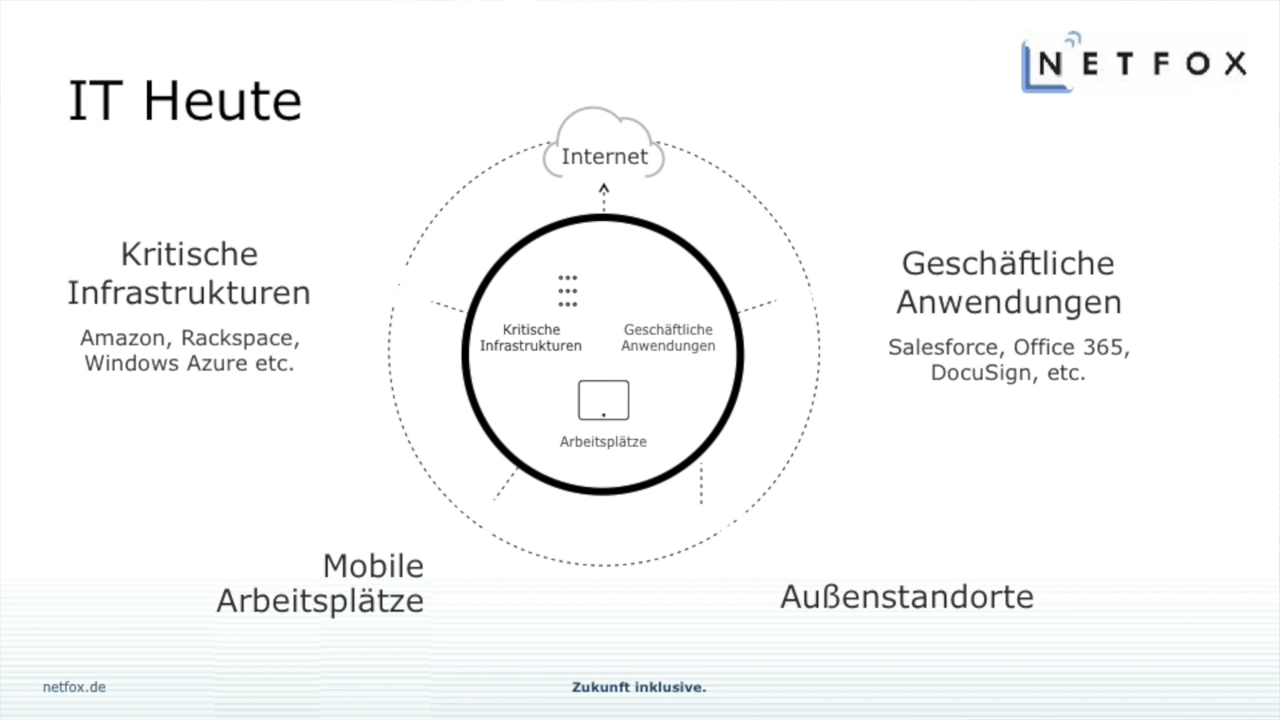 NETFOX
IT Heute
Internet
Kritische
Infrastrukturen
Amazon, Rackspace,
Windows Azure etc.
Geschäftliche
Anwendungen
Salesforce, Office 365,
DocuSign, etc.
Kritische
Infrastrukturen
Geschäftliche
Anwendungen
Arbeitsplätze
Mobile
Arbeitsplätze
Außenstandorte
netfox.de
Zukunft inklusive.